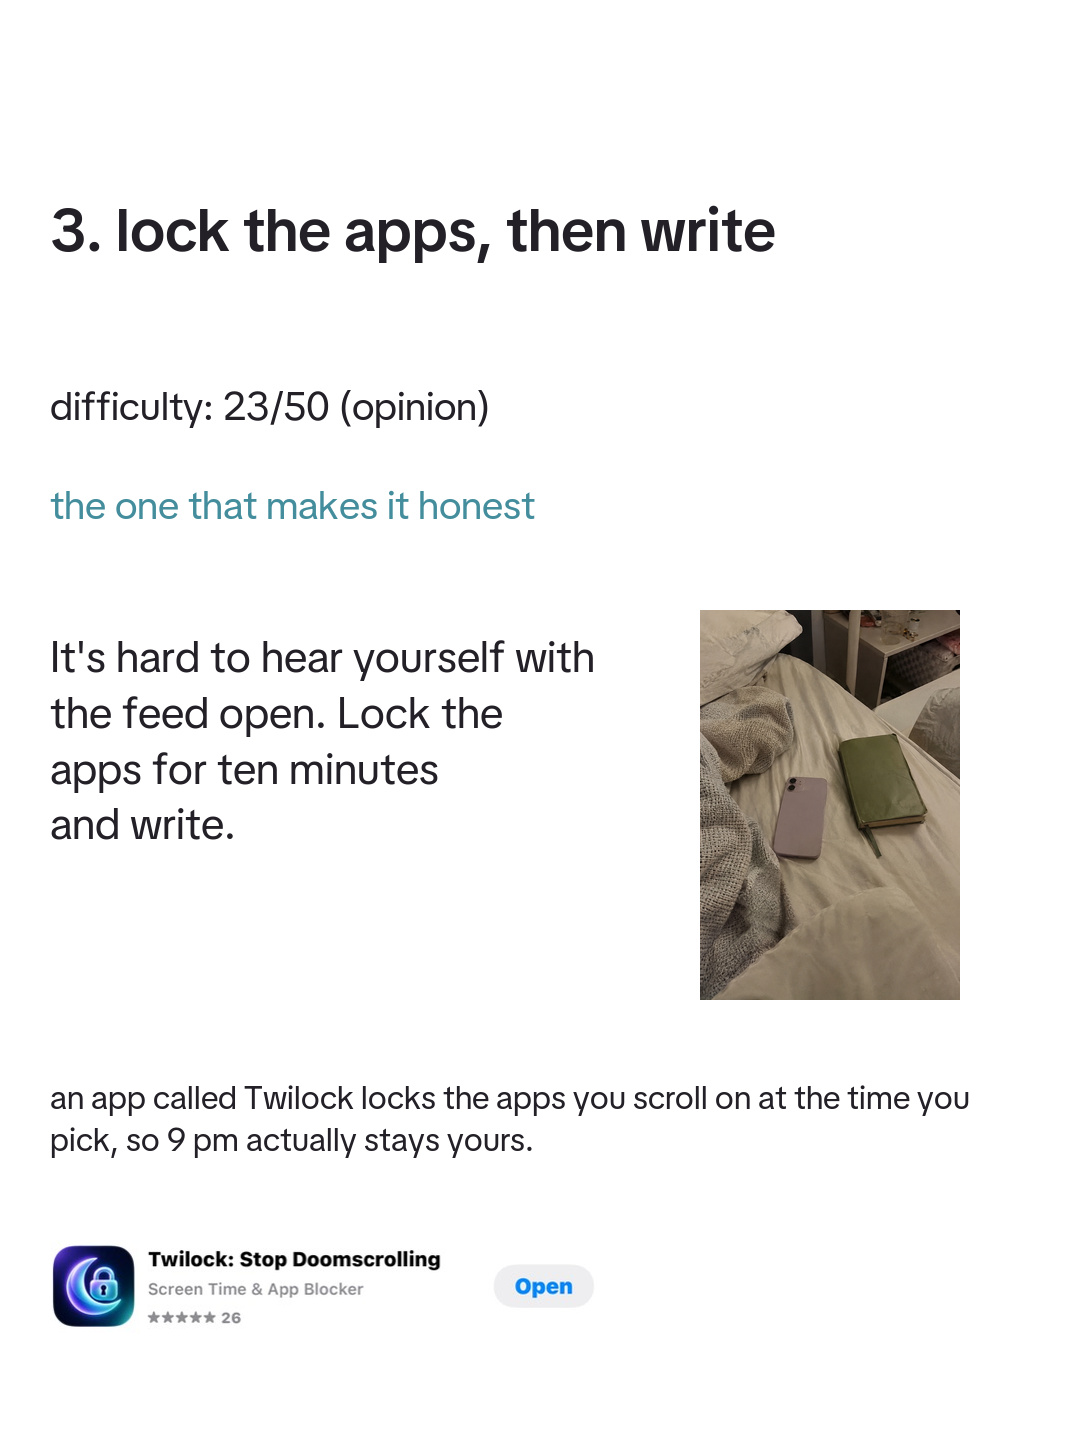 3. lock the apps, then write
difficulty: 23/50 (opinion)
the one that makes it honest
It's hard to hear yourself with
the feed open. Lock the
apps for ten minutes
and write.
an app called Twilock locks the apps you scroll on at the time you
pick, so 9 pm actually stays yours.
Twilock: Stop Doomscrolling
Screen Time & App Blocker
★★★★★ 26
Open